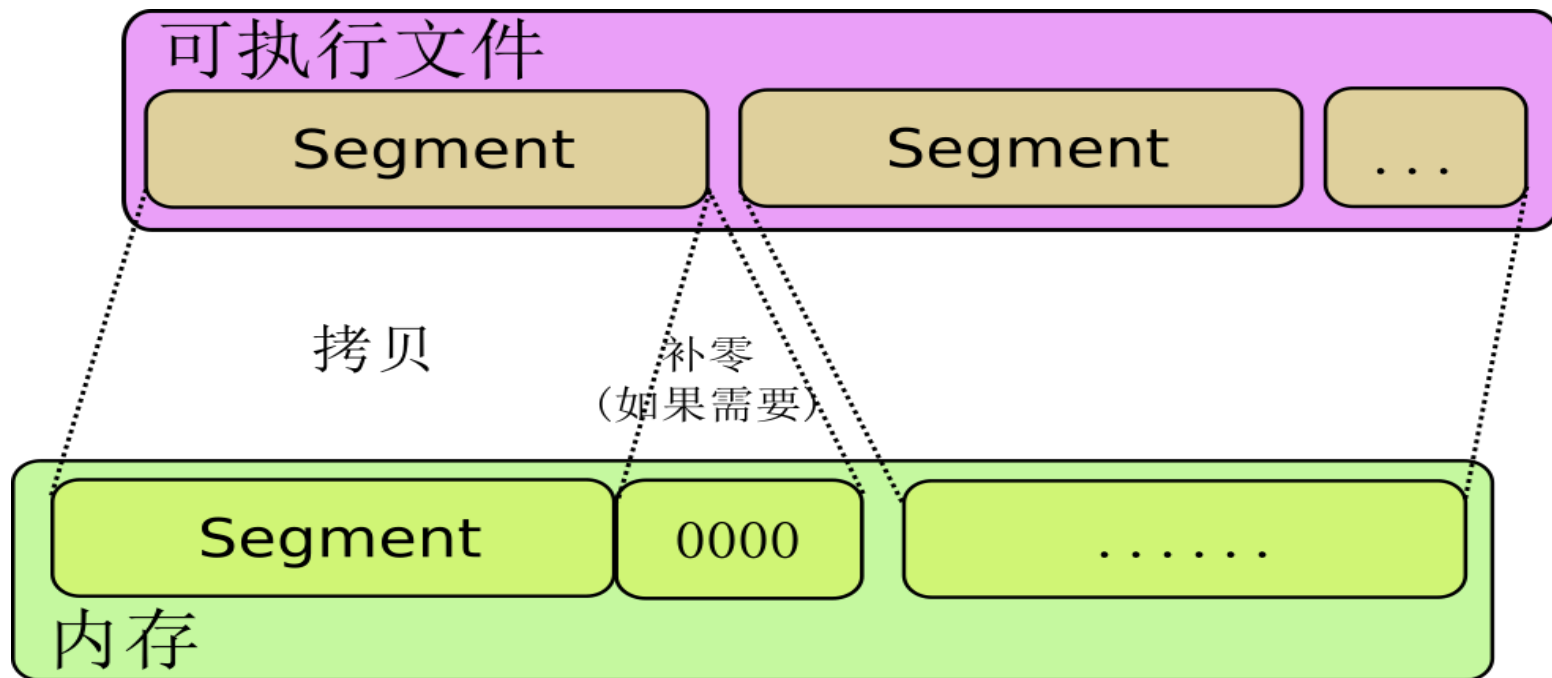 可执行文件
Segment
Segment
...
拷贝
补零
(如果需要)
Segment
0000
......
内存